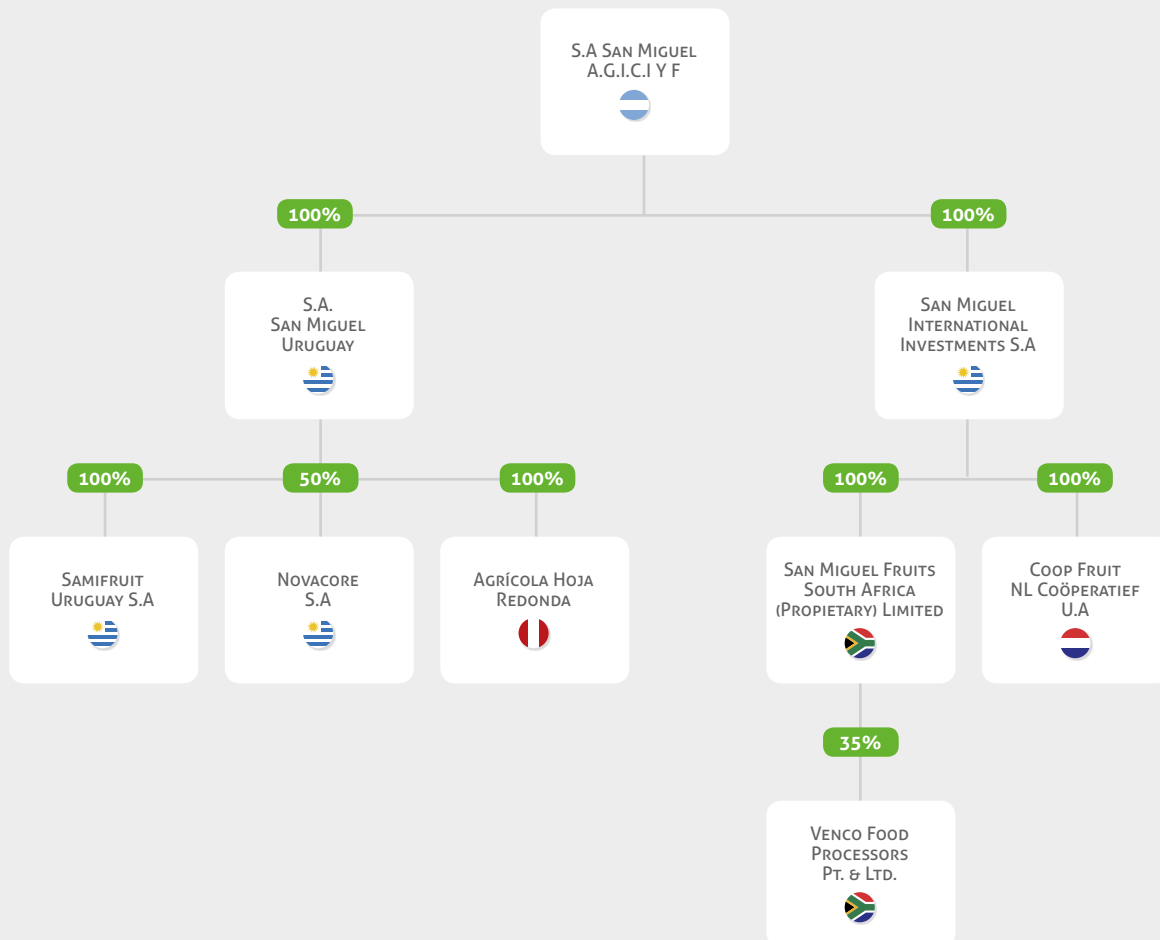 S.A San Miguel
A.G.I.C.I Y F
100%
100%
S.A.
San Miguel
Uruguay
San Miguel
International
Investments S.A
100%
50%
100%
100%
100%
Samifruit
Uruguay S.A
Novacore
S.A
Agrícola Hoja
Redonda
San Miguel Fruits
South Africa
(Propietary) Limited
Coop Fruit
NL Coöperatief
U.A
35%
Venco Food
Processors
Pt. & Ltd.